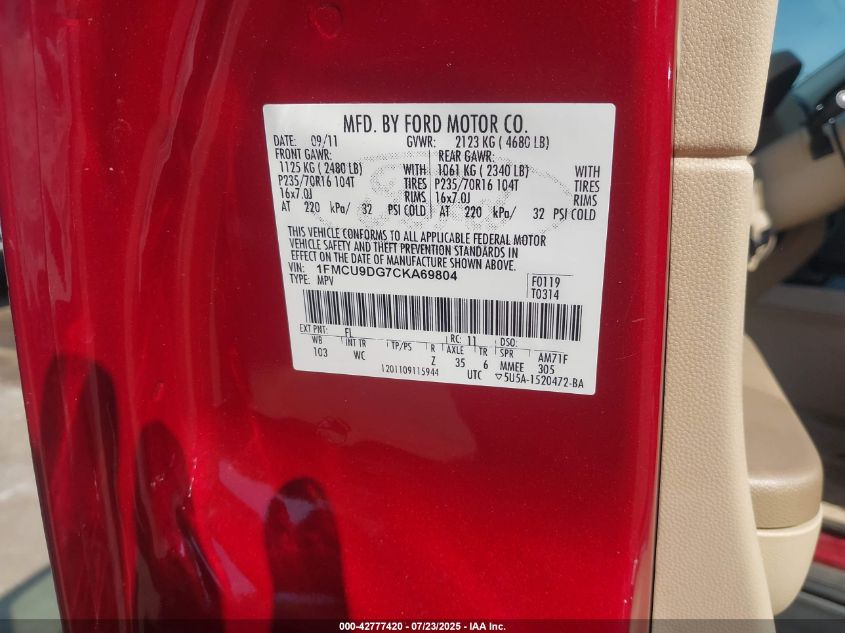 MFD. BY FORD MOTOR CO.
DATE: 09/11 GVWR: 2123 KG ( 4680 LB)
FRONT GAWR: REAR GAWR:
1125 KG ( 2480 LB) WITH 1061 KG ( 2340 LB) WITH
P235/70R16 104T TIRES P235/70R16 104T TIRES
16x7.0J RIMS 16x7.0J RIMS
AT 220 kPa/ 32 PSI COLD AT 220 kPa/ 32 PSI COLD
THIS VEHICLE CONFORMS TO ALL APPLICABLE FEDERAL MOTOR
VEHICLE SAFETY AND THEFT PREVENTION STANDARDS IN
EFFECT ON THE DATE OF MANUFACTURE SHOWN ABOVE.
VIN: 1FMCU9DG7CKA69804
TYPE: MPV
F0119
T0314
EXT PNT: FL RC: 11 DSO:
WB INT TR TP/PS R AXLE TR SPR AM71F
103 WC Z 35 6 MMEE 305
1201109115944 UTC ▽5U5A-1520472-BA
000-42777420 - 07/23/2025 - IAA Inc.